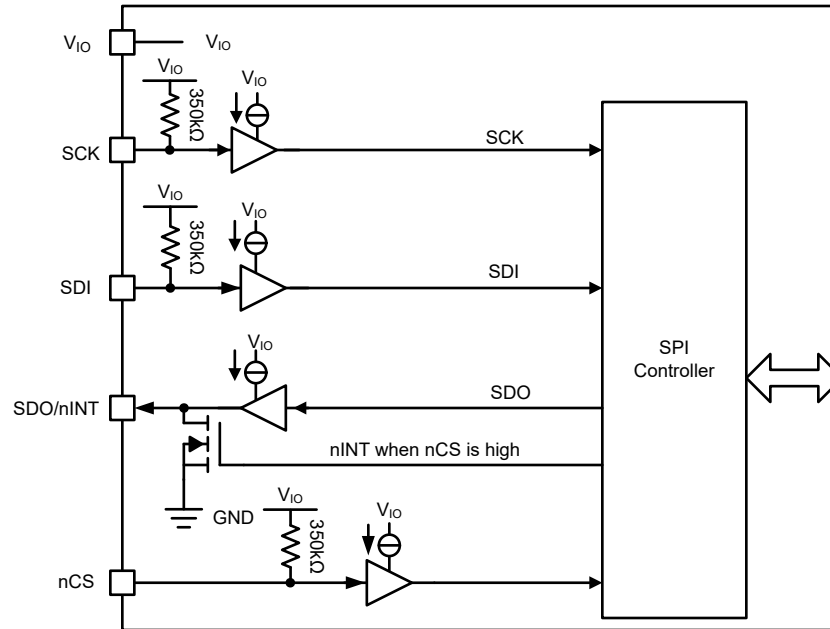 VIO VIO
VIO
350kΩ
VIO
SCK
SCK
VIO
350kΩ
VIO
SDI
SDI
VIO
SDO/nINT
SDO
nINT when nCS is high
GND
VIO
350kΩ
VIO
nCS
SPI
Controller